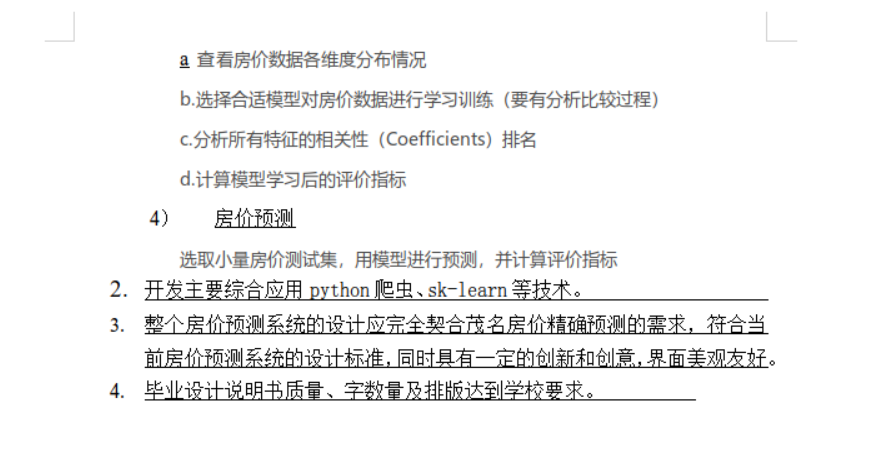 a 查看房价数据各维度分布情况
b.选择合适模型对房价数据进行学习训练（要有分析比较过程）
c.分析所有特征的相关性（Coefficients）排名
d.计算模型学习后的评价指标
4） 房价预测
选取小量房价测试集，用模型进行预测，并计算评价指标
2. 开发主要综合应用 python 爬虫、sk-learn 等技术。
3. 整个房价预测系统的设计应完全契合茂名房价精确预测的需求，符合当
前房价预测系统的设计标准，同时具有一定的创新和创意，界面美观友好。
4. 毕业设计说明书质量、字数量及排版达到学校要求。